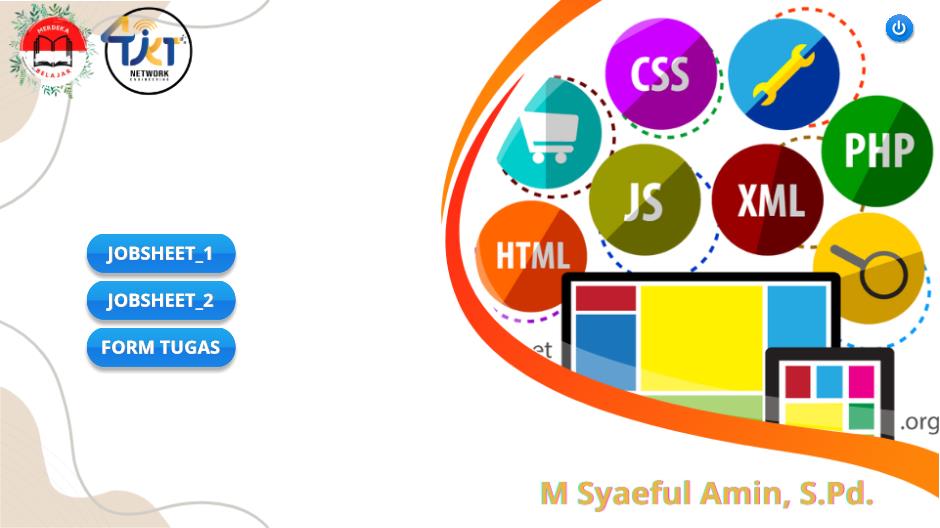 MERDEKA
BELAJAR
TJKT
NETWORK
ENGINEERING
CSS
PHP
JS
XML
HTML
JOBSHEET_1
JOBSHEET_2
FORM TUGAS
et
.org
M Syaeful Amin, S.Pd.